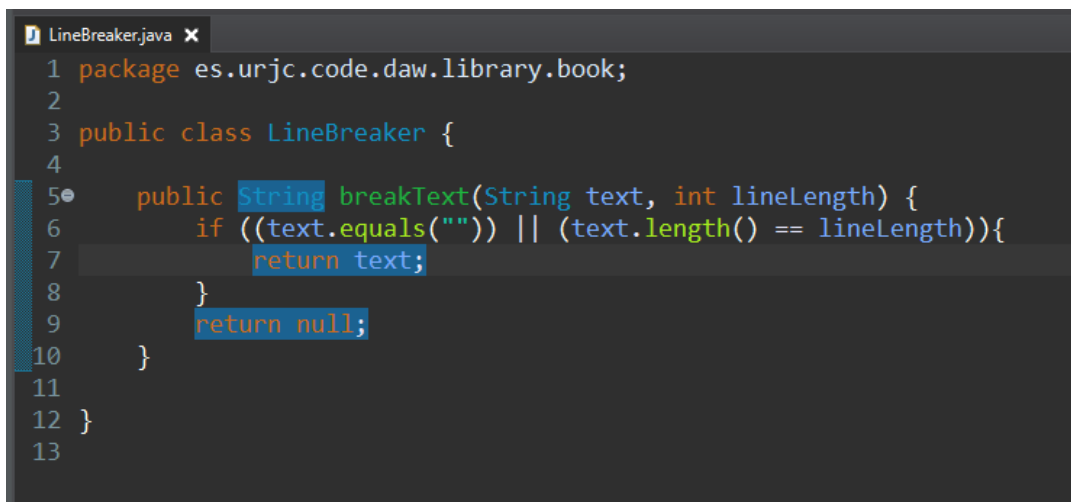 LineBreaker.java
1 package es.urjc.code.daw.library.book;
2
3 public class LineBreaker {
4
5     public String breakText(String text, int lineLength) {
6         if ((text.equals("")) || (text.length() == lineLength)){
7             return text;
8         }
9         return null;
10     }
11
12 }
13